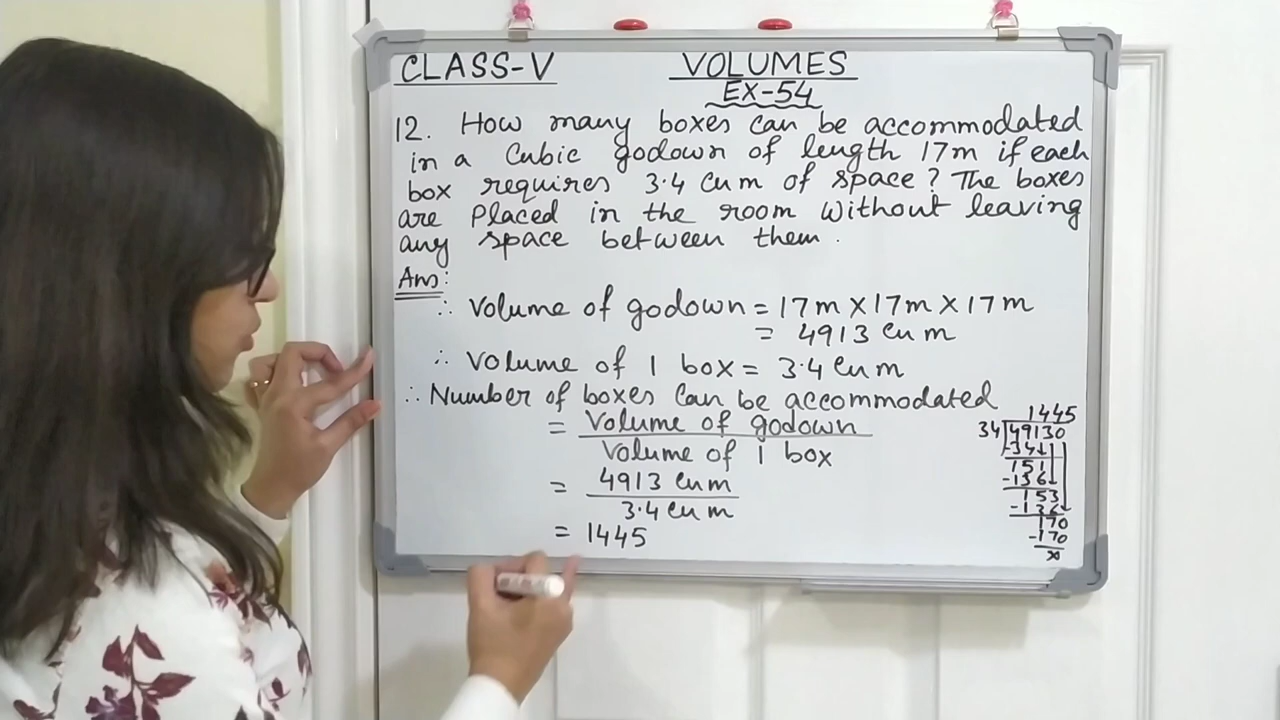 CLASS-V VOLUMES
EX-54
12. How many boxes can be accommodated
in a Cubic godown of length 17m if each
box requires 3.4 Cu m of space? The boxes
are Placed in the room without leaving
any space between them.
Ans:
∴ Volume of godown = 17m X 17m X 17m
= 4913 Cu m
∴ Volume of 1 box = 3.4 Cu m
∴ Number of boxes Can be accommodated
= Volume of godown
Volume of 1 box
= 4913 Cu m
3.4 Cu m
= 1445
1445
34)49130
-34
151
-136
153
-136
170
-170
x